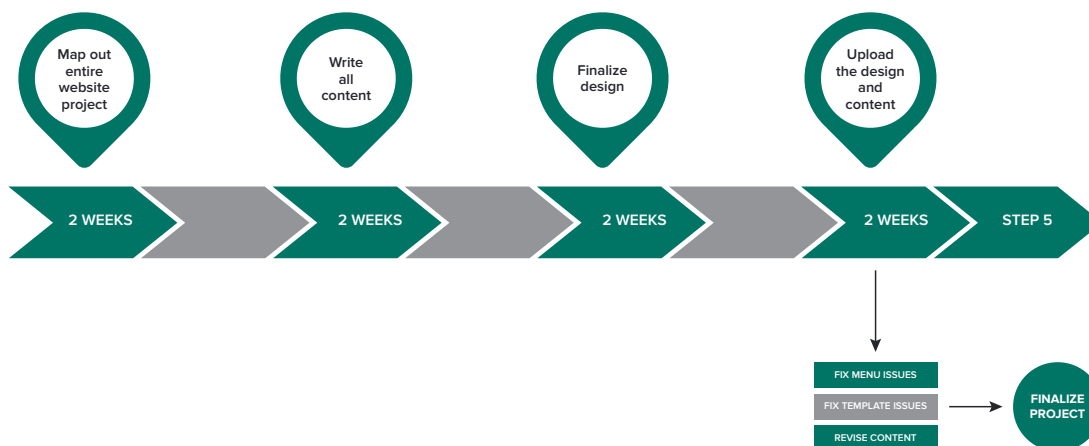 Map out
entire
website
project
Write
all
content
Finalize
design
Upload
the design
and
content
2 WEEKS
2 WEEKS
2 WEEKS
2 WEEKS
STEP 5
FIX MENU ISSUES
FIX TEMPLATE ISSUES
REVISE CONTENT
FINALIZE
PROJECT